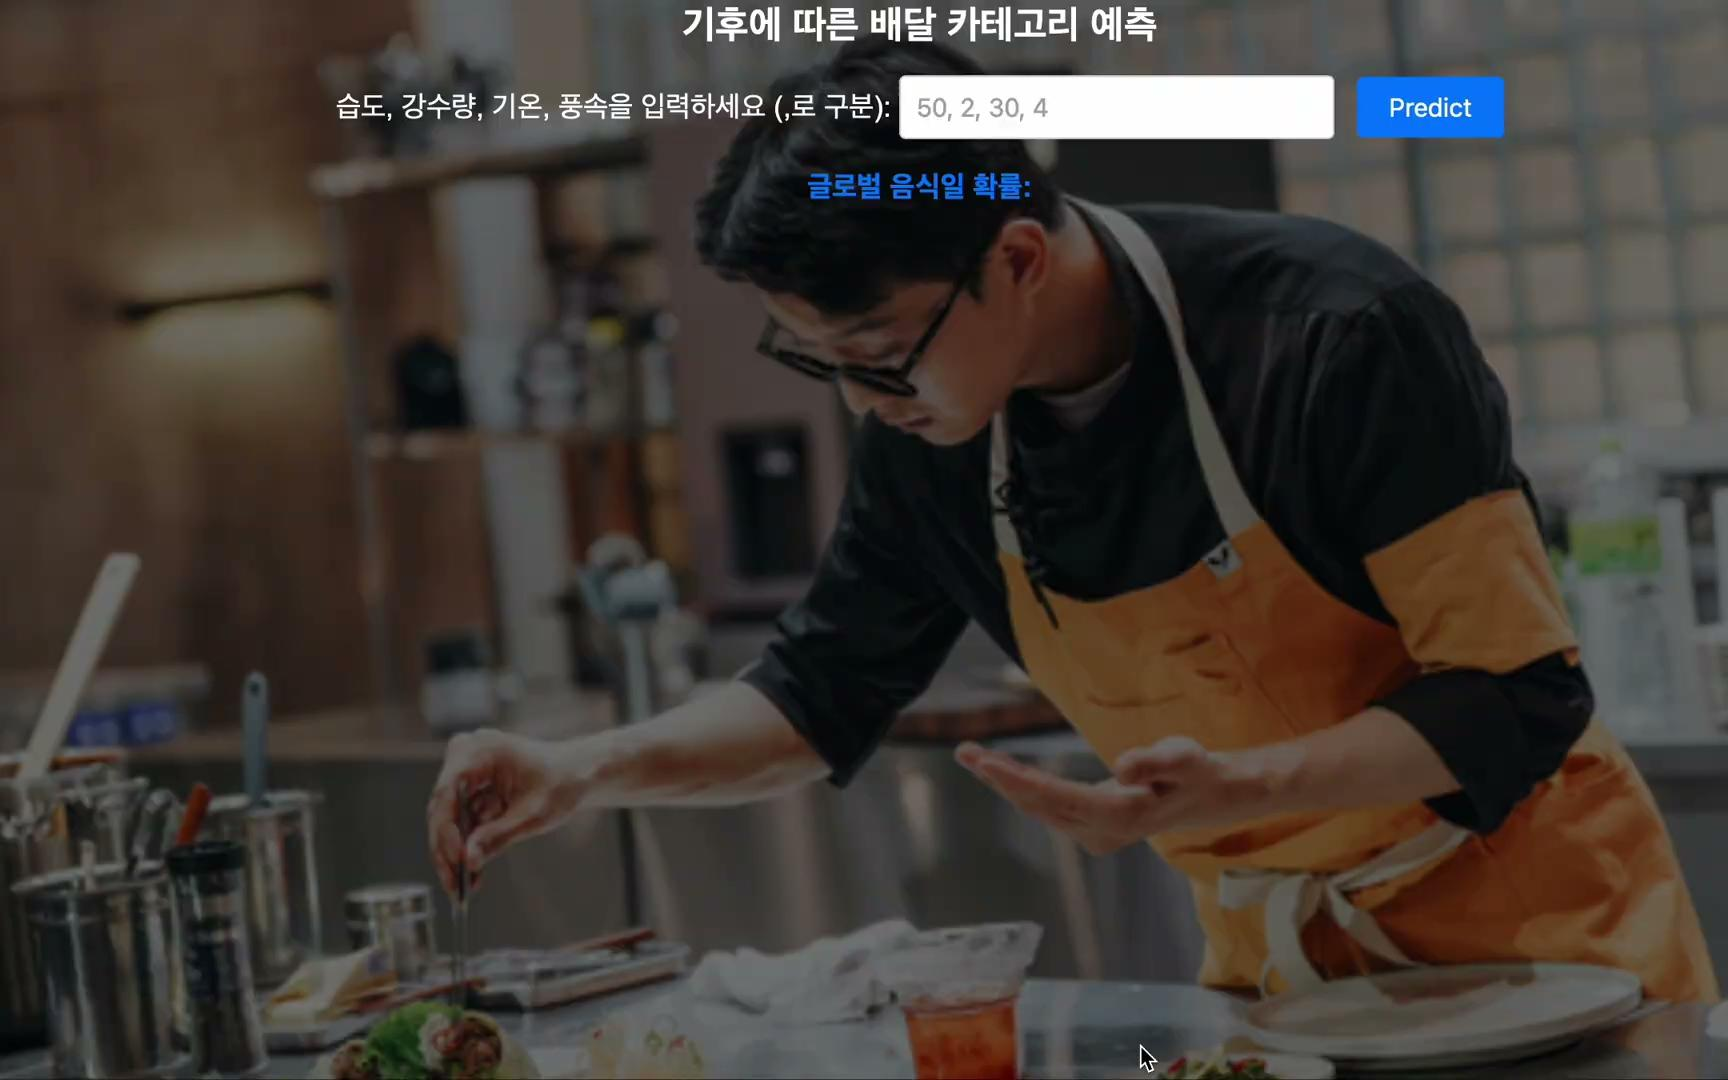 기후에 따른 배달 카테고리 예측
습도, 강수량, 기온, 풍속을 입력하세요 (,로 구분): 50, 2, 30, 4 Predict
글로벌 음식일 확률: